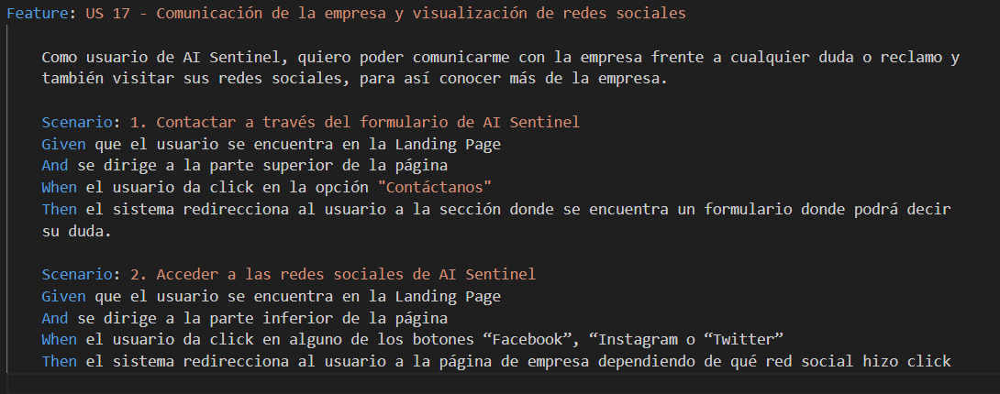 Feature: US 17 - Comunicación de la empresa y visualización de redes sociales
Como usuario de AI Sentinel, quiero poder comunicarme con la empresa frente a cualquier duda o reclamo y
también visitar sus redes sociales, para así conocer más de la empresa.
Scenario: 1. Contactar a través del formulario de AI Sentinel
Given que el usuario se encuentra en la Landing Page
And se dirige a la parte superior de la página
When el usuario da click en la opción "Contáctanos"
Then el sistema redirecciona al usuario a la sección donde se encuentra un formulario donde podrá decir
su duda.
Scenario: 2. Acceder a las redes sociales de AI Sentinel
Given que el usuario se encuentra en la Landing Page
And se dirige a la parte inferior de la página
When el usuario da click en alguno de los botones “Facebook”, “Instagram o “Twitter”
Then el sistema redirecciona al usuario a la página de empresa dependiendo de qué red social hizo click